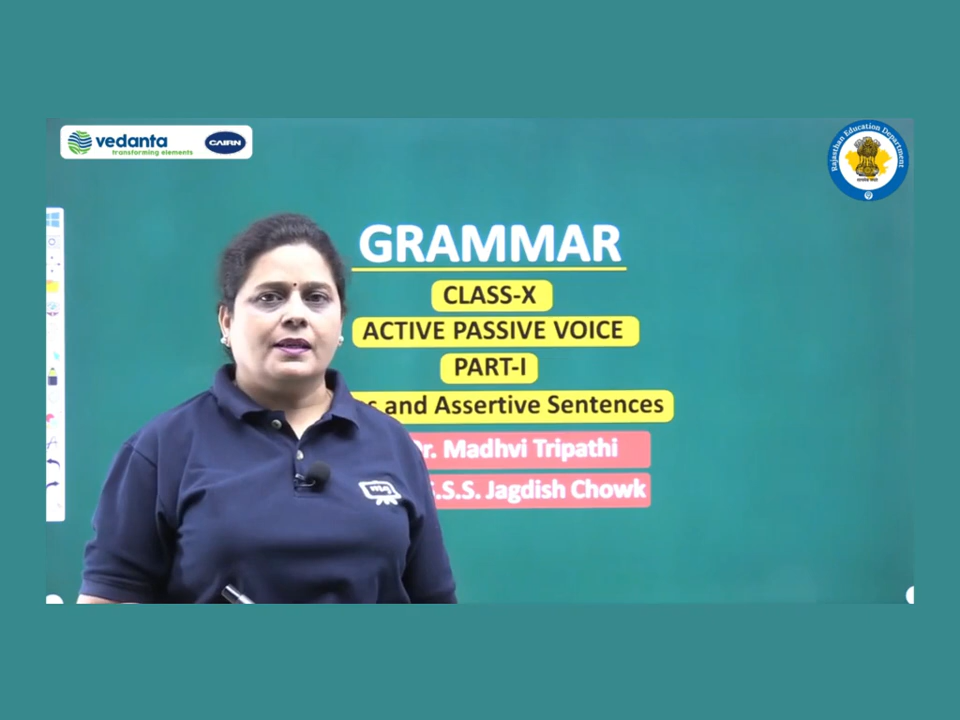 vedanta
transforming elements
CAIRN
Rajasthan Education Department
GRAMMAR
CLASS-X
ACTIVE PASSIVE VOICE
PART-I
and Assertive Sentences
Dr. Madhvi Tripathi
S.S. Jagdish Chowk